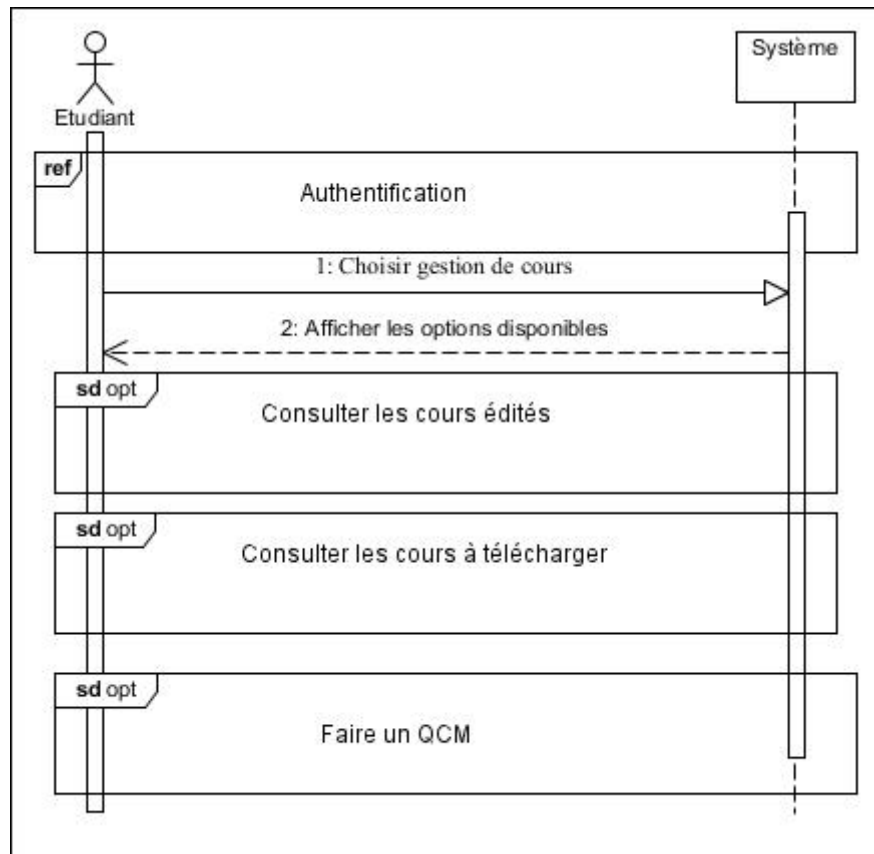 Système
Etudiant
ref
Authentification
1: Choisir gestion de cours
2: Afficher les options disponibles
sd opt
Consulter les cours édités
sd opt
Consulter les cours à télécharger
sd opt
Faire un QCM